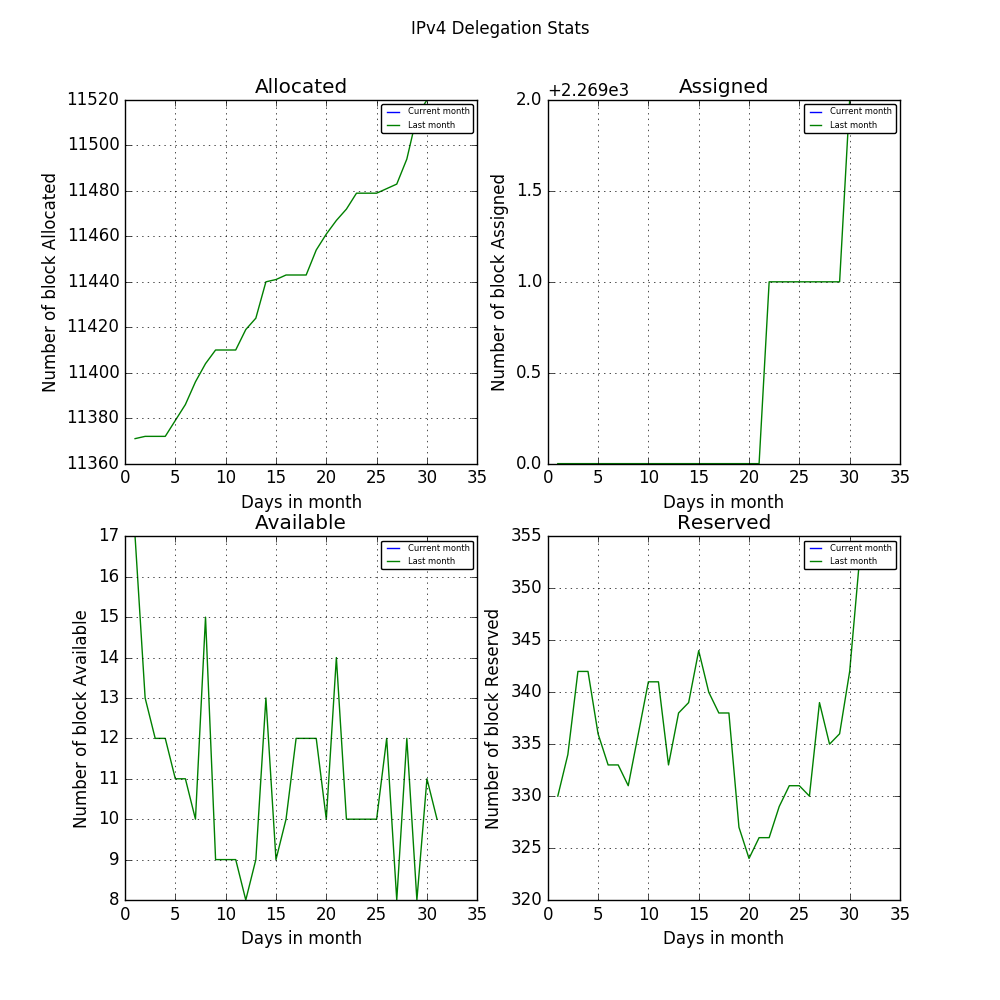 IPv4 Delegation Stats
Allocated
Number of block Allocated
11520
11500
11480
11460
11440
11420
11400
11380
11360
0 5 10 15 20 25 30 35
Days in month
Current month
Last month
+2.269e3
Assigned
Number of block Assigned
2.0
1.5
1.0
0.5
0.0
0 5 10 15 20 25 30 35
Days in month
Current month
Last month
Available
Number of block Available
17
16
15
14
13
12
11
10
9
8
0 5 10 15 20 25 30 35
Days in month
Current month
Last month
Reserved
Number of block Reserved
355
350
345
340
335
330
325
320
0 5 10 15 20 25 30 35
Days in month
Current month
Last month